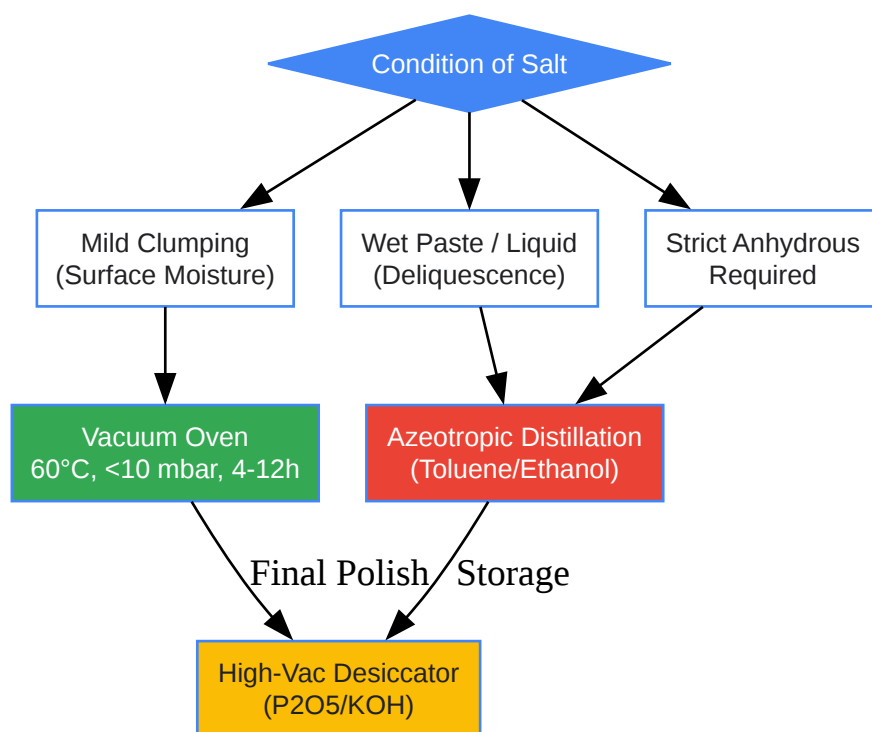 Condition of Salt
Mild Clumping
(Surface Moisture)
Wet Paste / Liquid
(Deliquescence)
Strict Anhydrous
Required
Vacuum Oven
60°C, <10 mbar, 4-12h
Azeotropic Distillation
(Toluene/Ethanol)
Final Polish
Storage
High-Vac Desiccator
(P2O5/KOH)